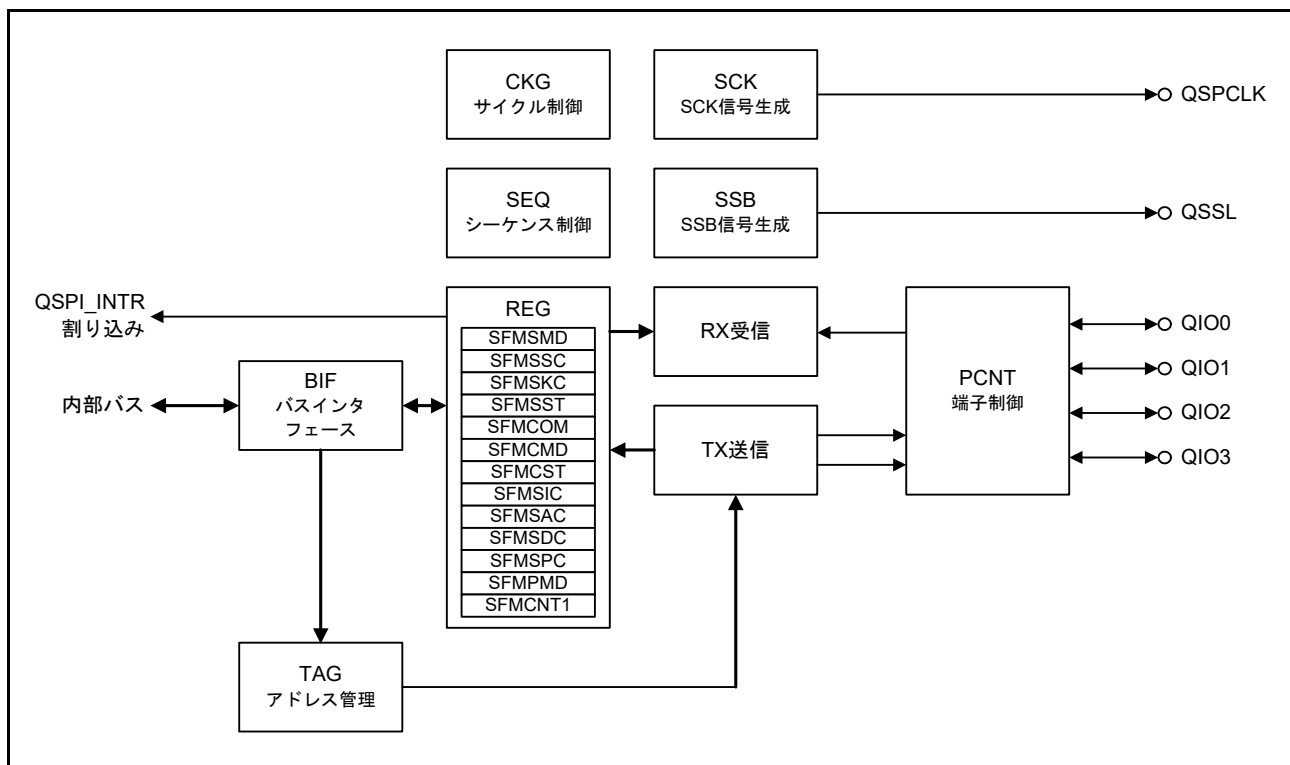 CKG
サイクル制御
SCK
SCK信号生成
QSPCLK
SEQ
シーケンス制御
SSB
SSB信号生成
QSSL
QSPI_INTR
割り込み
REG
SFMSMD
SFMSSC
SFMSKC
SFMSST
SFMCOM
SFMCMD
SFMCST
SFMSIC
SFMSAC
SFMSDC
SFMSPC
SFMPMD
SFMCNT1
RX受信
PCNT
端子制御
QIO0
QIO1
QIO2
QIO3
内部バス
BIF
バスインタ
フェース
TX送信
TAG
アドレス管理